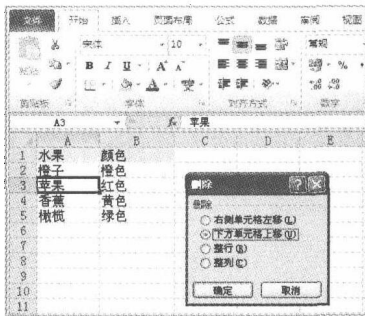 文件 开始 插入 页面布局 公式 数据 审阅 视图
宋体 10 常规
粘贴 B I U A A %
剪贴板 字体 对齐方式 数字
A3 fx 苹果
A B C D E
1 水果 颜色
2 橙子 橙色
3 苹果 红色
4 香蕉 黄色
5 橄榄 绿色
6
7
8
9
10
11
删除
删除
右侧单元格左移(L)
下方单元格上移(U)
整行(R)
整列(C)
确定 取消